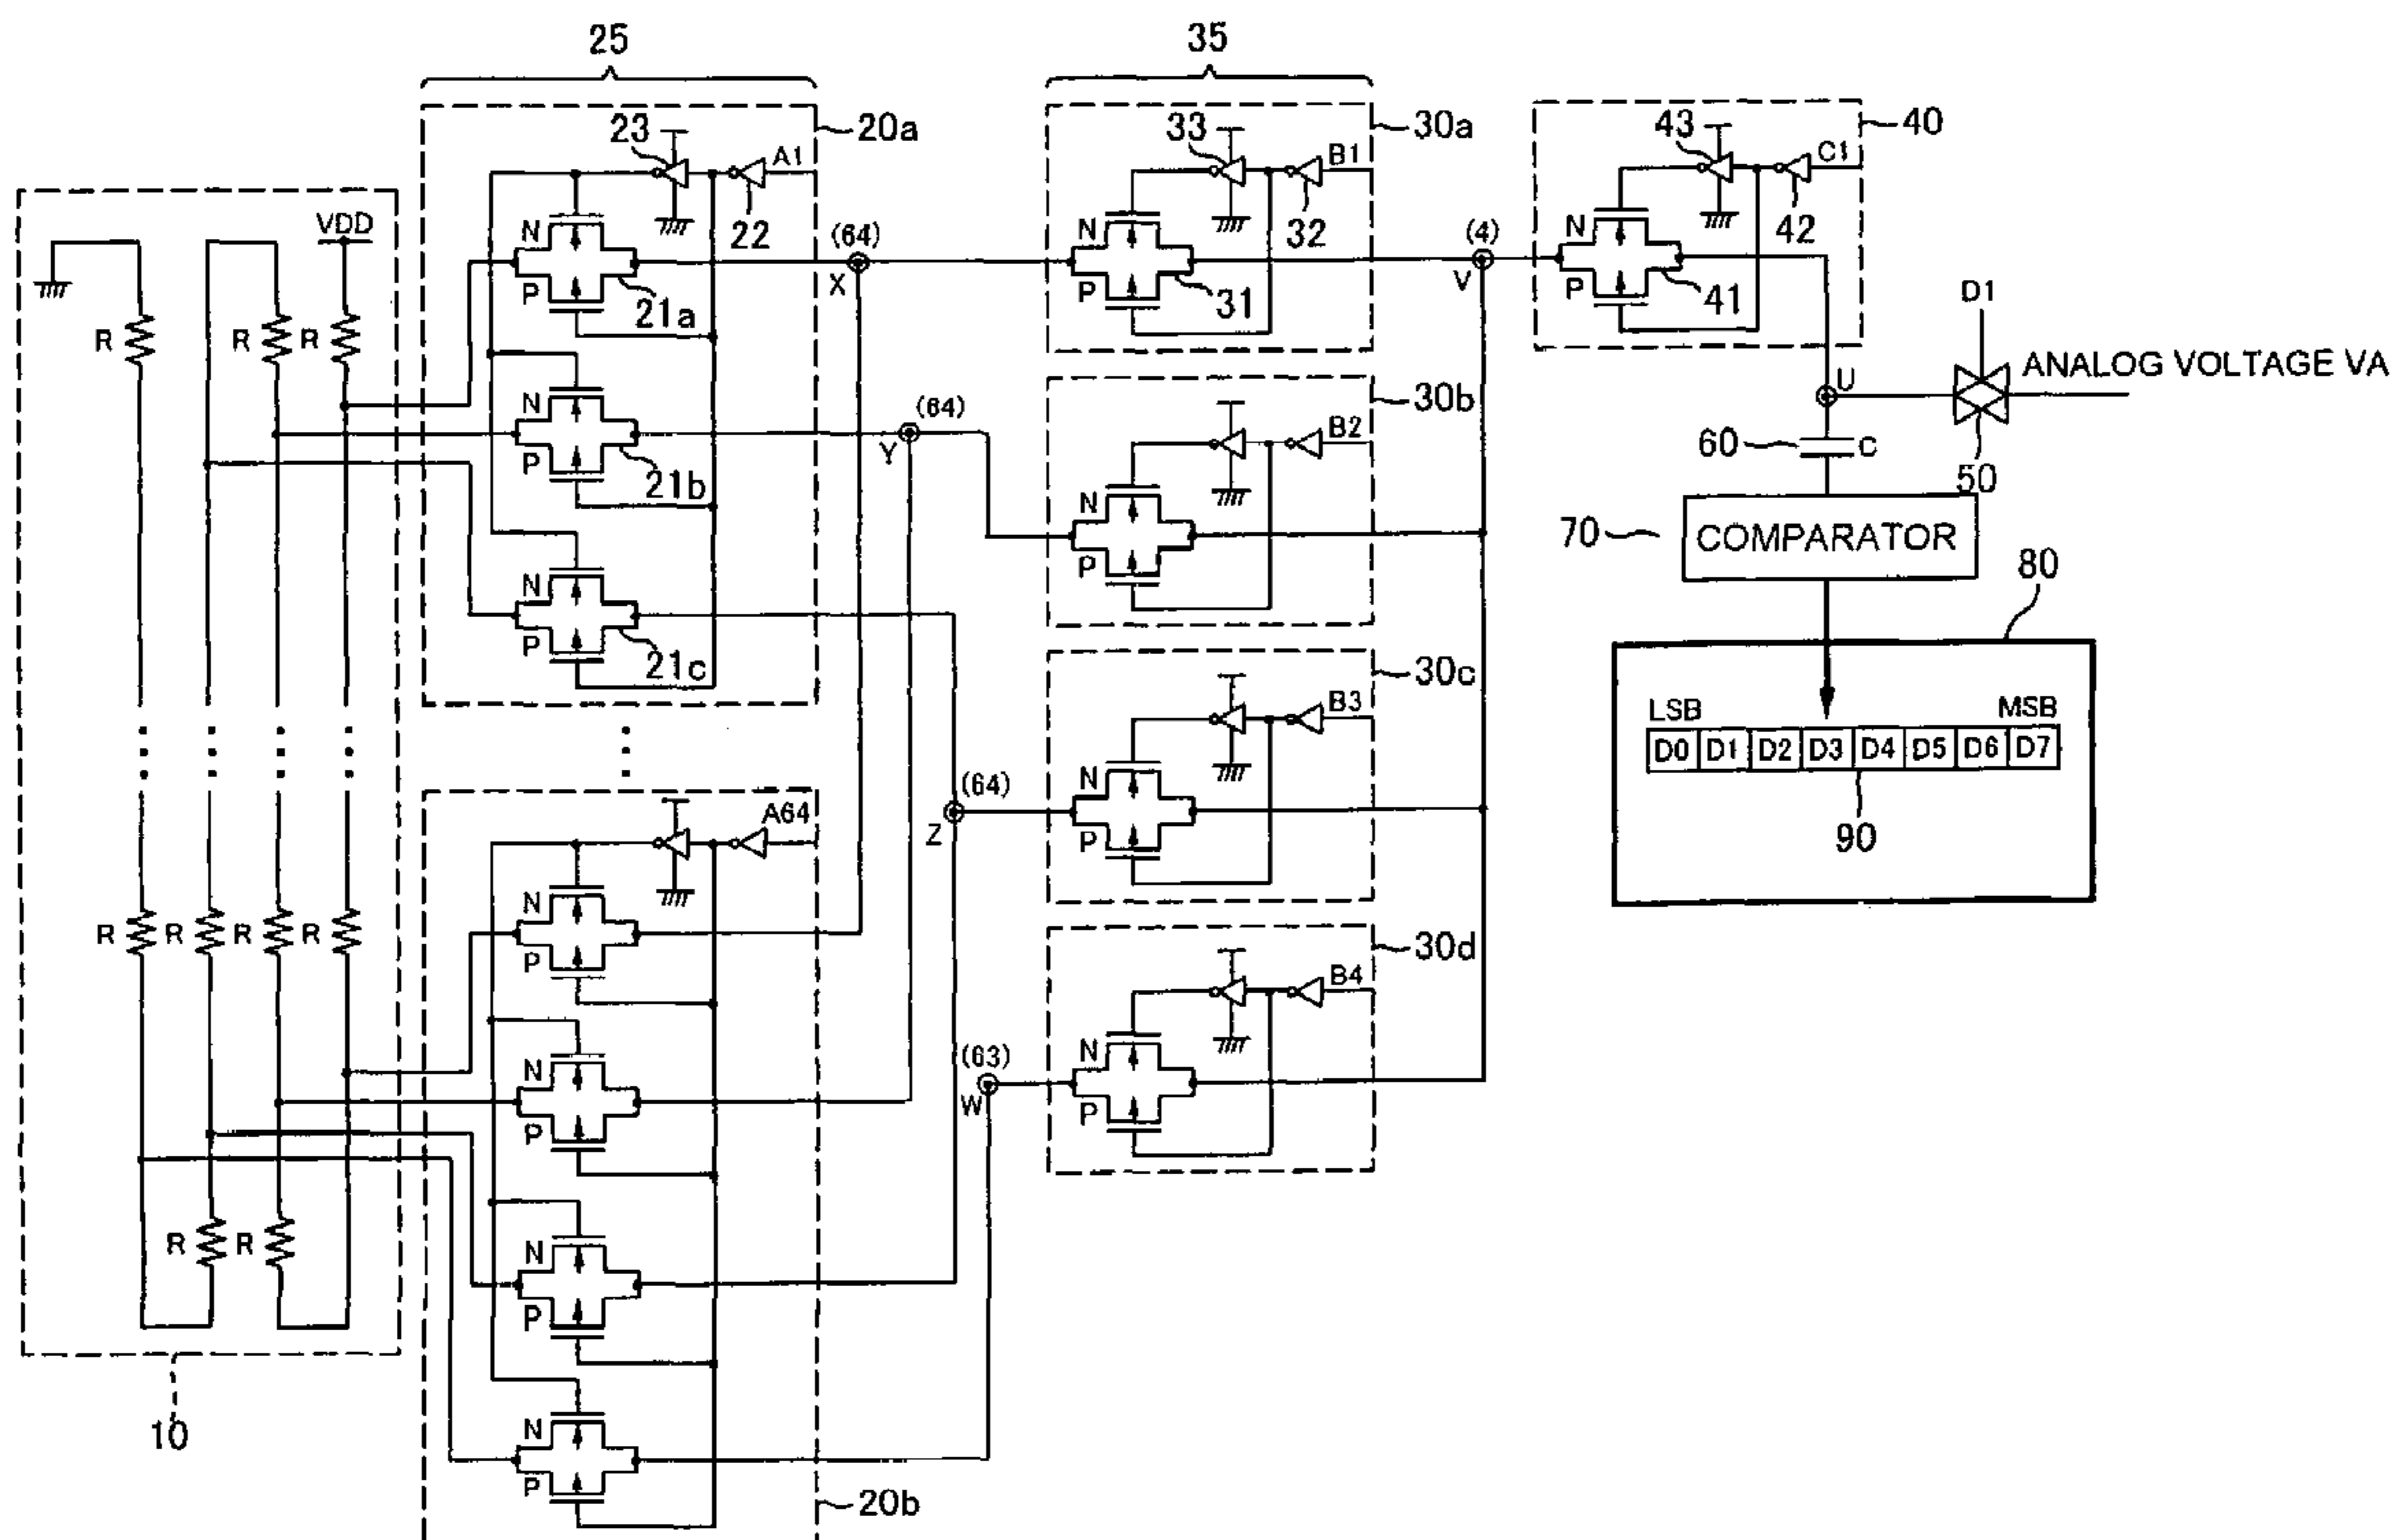 25
35
20a
30a
40
23
A1
33
B1
43
C1
22
32
42
VDD
N
P
21a
(64)
X
N
P
31
(4)
V
N
P
41
D1
R
R
R
ANALOG VOLTAGE VA
U
30b
B2
N
P
21b
(64)
Y
60
C
50
N
P
70
COMPARATOR
80
N
P
21c
30c
B3
LSB
MSB
D0 D1 D2 D3 D4 D5 D6 D7
90
A64
(64)
Z
N
P
R
R
R
R
N
P
30d
B4
N
P
(63)
W
N
P
R
R
N
P
10
N
P
20b